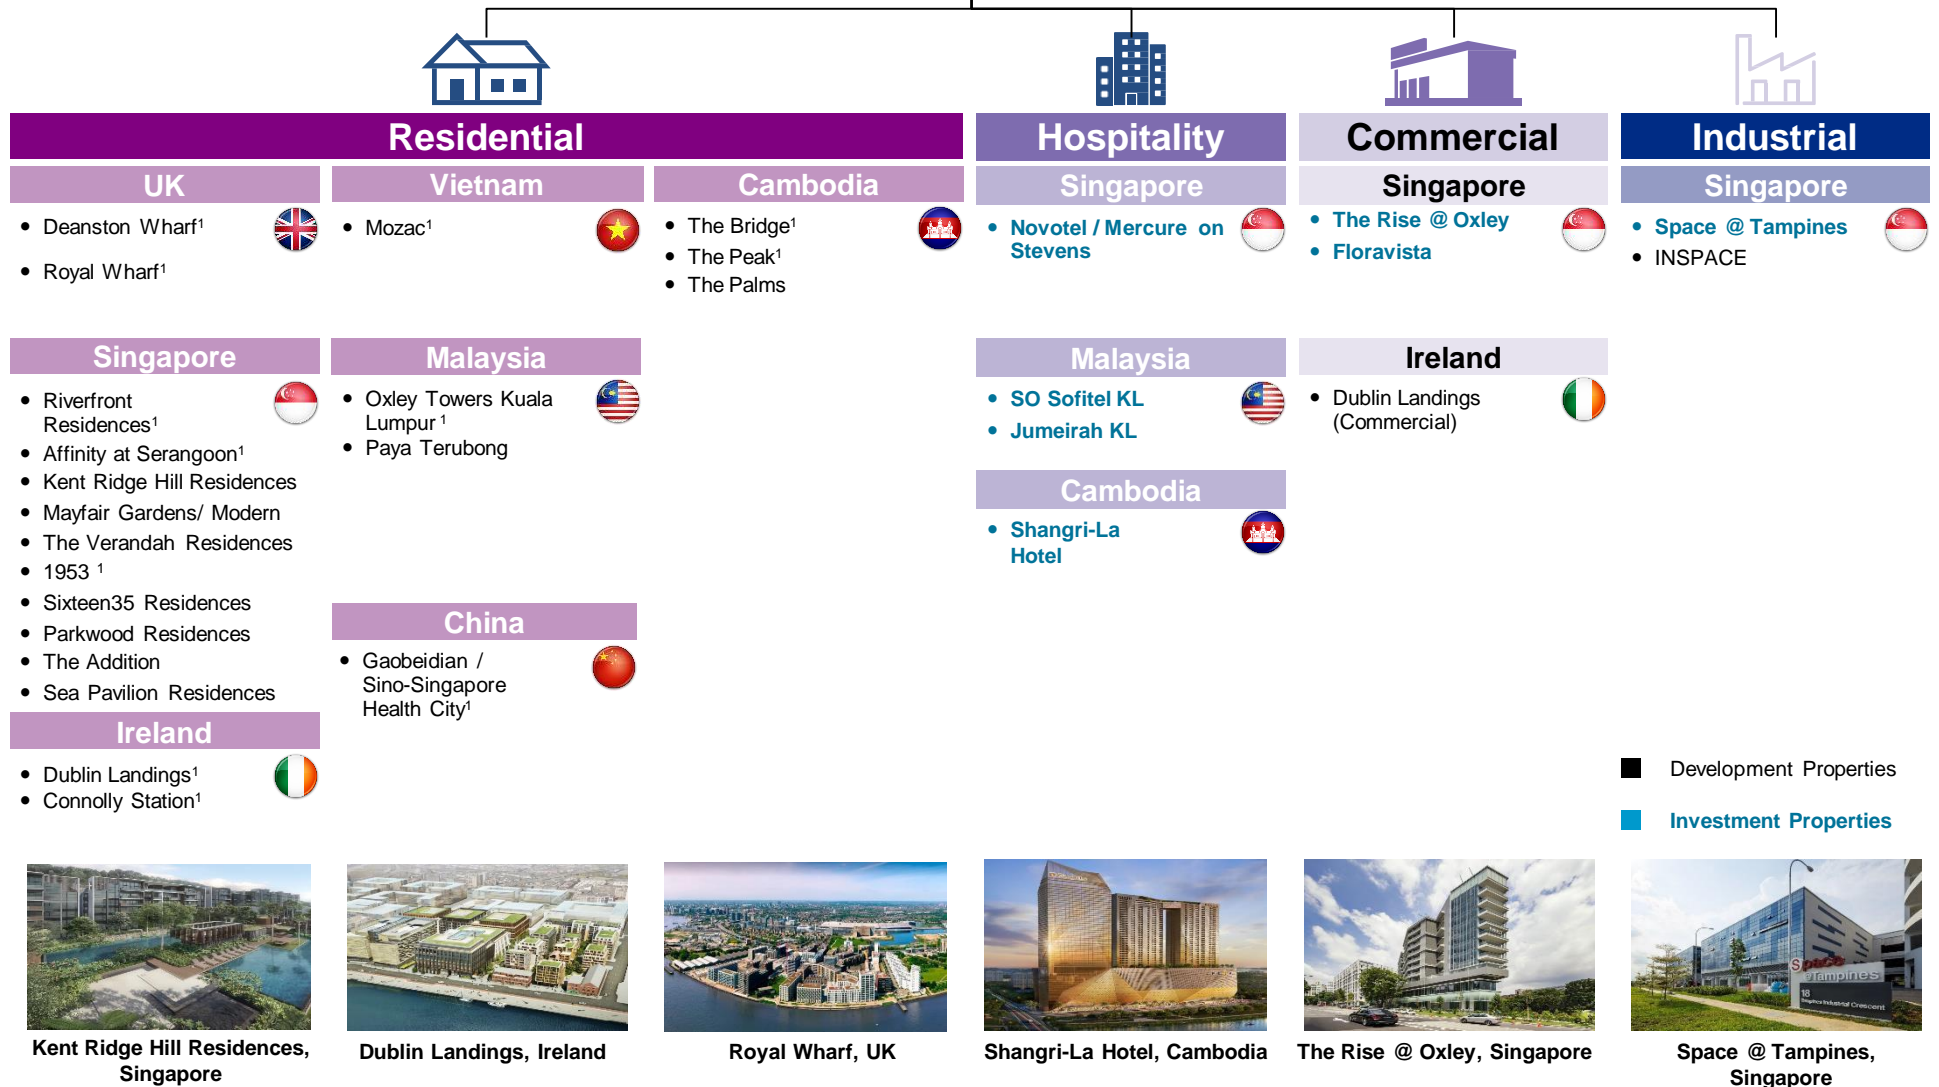 Residential
Hospitality
Commercial
Industrial
UK
Vietnam
Cambodia
Singapore
Singapore
Singapore
• Deanston Wharf¹
• Royal Wharf¹
• Mozac¹
• The Bridge¹
• The Peak¹
• The Palms
• Novotel / Mercure on
Stevens
• The Rise @ Oxley
• Floravista
• Space @ Tampines
• INSPACE
Singapore
Malaysia
Malaysia
Ireland
• Riverfront
Residences¹
• Affinity at Serangoon¹
• Kent Ridge Hill Residences
• Mayfair Gardens/ Modern
• The Verandah Residences
• 1953 ¹
• Sixteen35 Residences
• Parkwood Residences
• The Addition
• Sea Pavilion Residences
• Oxley Towers Kuala
Lumpur ¹
• Paya Terubong
• SO Sofitel KL
• Jumeirah KL
• Dublin Landings
(Commercial)
Cambodia
• Shangri-La
Hotel
China
• Gaobeidian /
Sino-Singapore
Health City¹
Ireland
• Dublin Landings¹
• Connolly Station¹
Development Properties
Investment Properties
Space
@Tampines
18
Tampines Industrial Crescent
Kent Ridge Hill Residences,
Singapore
Dublin Landings, Ireland
Royal Wharf, UK
Shangri-La Hotel, Cambodia
The Rise @ Oxley, Singapore
Space @ Tampines,
Singapore